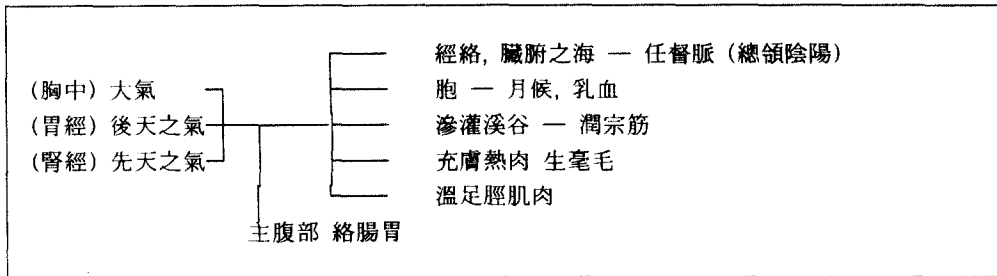 經絡, 臟腑之海 — 任督脈 (總領陰陽)
(胸中) 大氣
胞 — 月候, 乳血
(胃經) 後天之氣
滲灌溪谷 — 潤宗筋
(腎經) 先天之氣
充膚熱肉 生毫毛
溫足脛肌肉
主腹部 絡腸胃